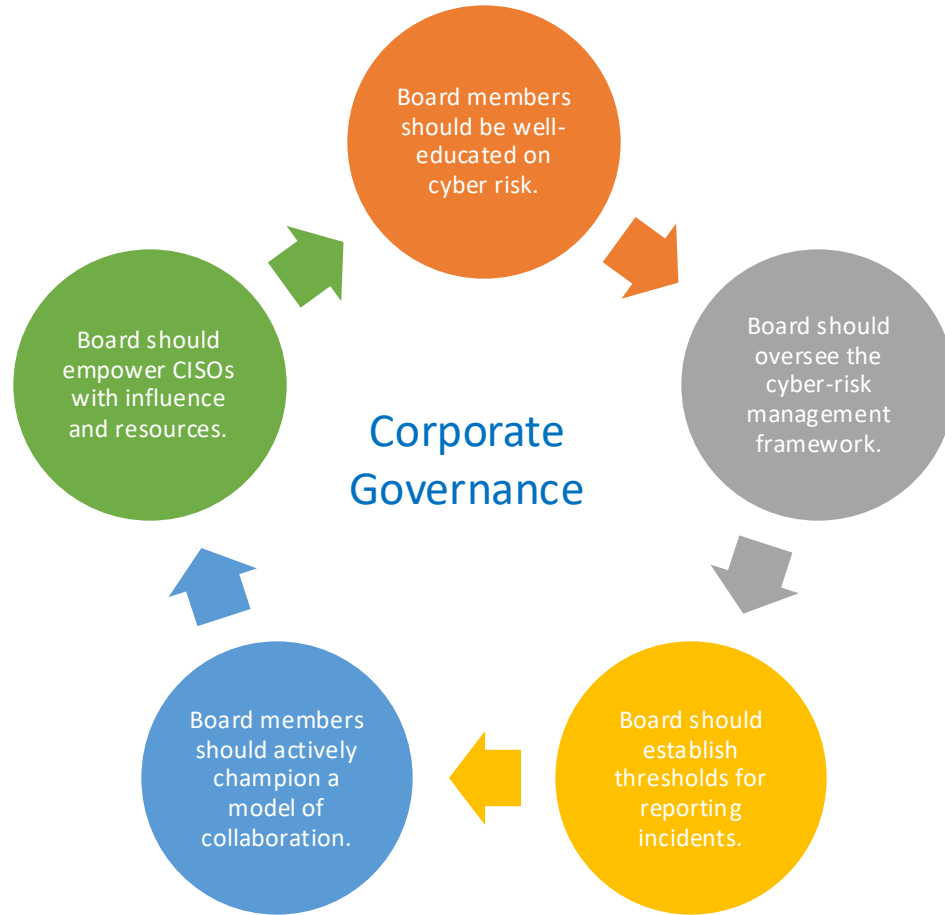 Board members
should be well-
educated on
cyber risk.
Board should
oversee the
cyber-risk
management
framework.
Board should
establish
thresholds for
reporting
incidents.
Board members
should actively
champion a
model of
collaboration.
Board should
empower CISOs
with influence
and resources.
Corporate
Governance